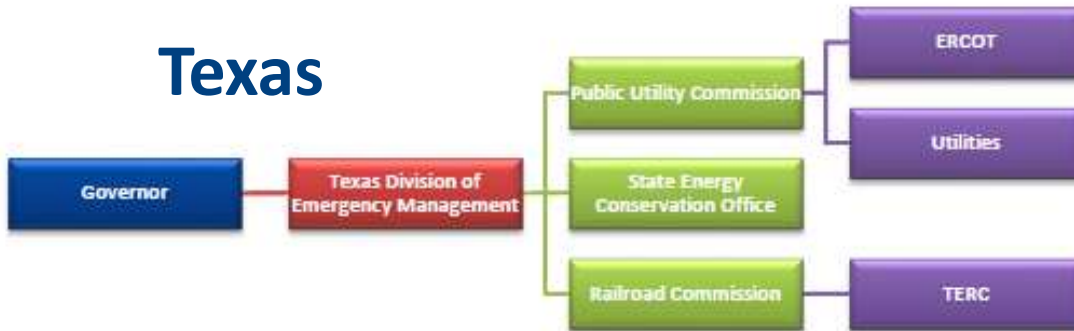 Texas
Governor
Texas Division of
Emergency Management
Public Utility Commission
State Energy
Conservation Office
Railroad Commission
ERCOT
Utilities
TERC